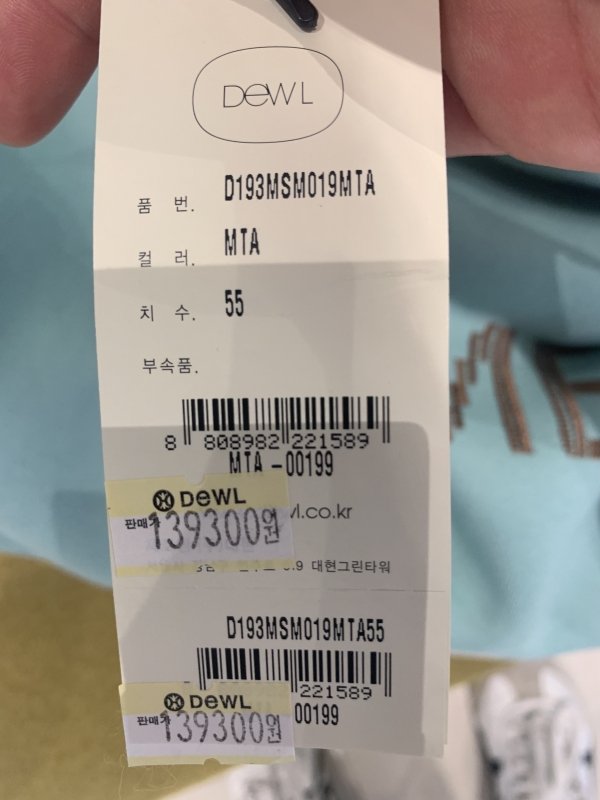 DEWL
품 번. D193MSM019MTA
컬 러. MTA
치 수. 55
부속품.
8 808982 221589
MTA -00199
DEWL
판매가 139300원
.co.kr
대현그린타워
D193MSM019MTA55
221589
DEWL
00199
판매가 139300원